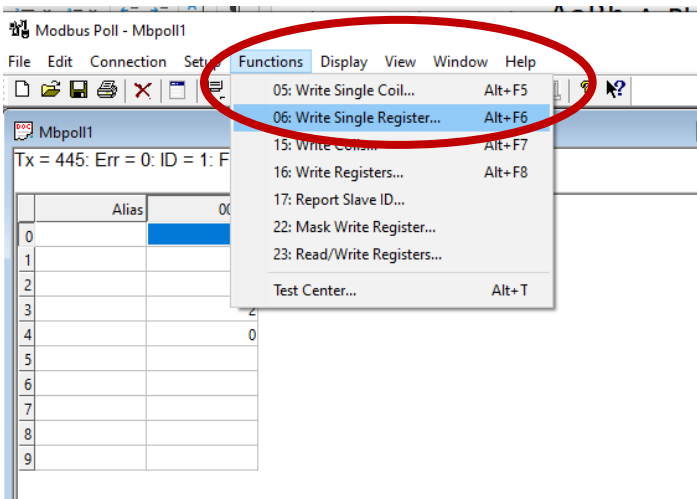 Modbus Poll - Mbpoll1
File Edit Connection Setup Functions Display View Window Help
05: Write Single Coil... Alt+F5
06: Write Single Register... Alt+F6
15: Write Coils... Alt+F7
16: Write Registers... Alt+F8
17: Report Slave ID...
22: Mask Write Register...
23: Read/Write Registers...
Test Center... Alt+T
Mbpoll1
Tx = 445: Err = 0: ID = 1: F
Alias 00
0
1
2
3 2
4 0
5
6
7
8
9